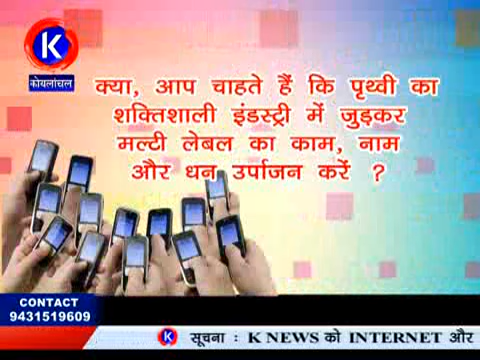 K
कोयलांचल
क्या, आप चाहते हैं कि पृथ्वी का
शक्तिशाली इंडस्ट्री में जुड़कर
मल्टी लेबल का काम, नाम
और धन उर्पाजन करें ?
CONTACT
9431519609
K सूचना : K NEWS को INTERNET और